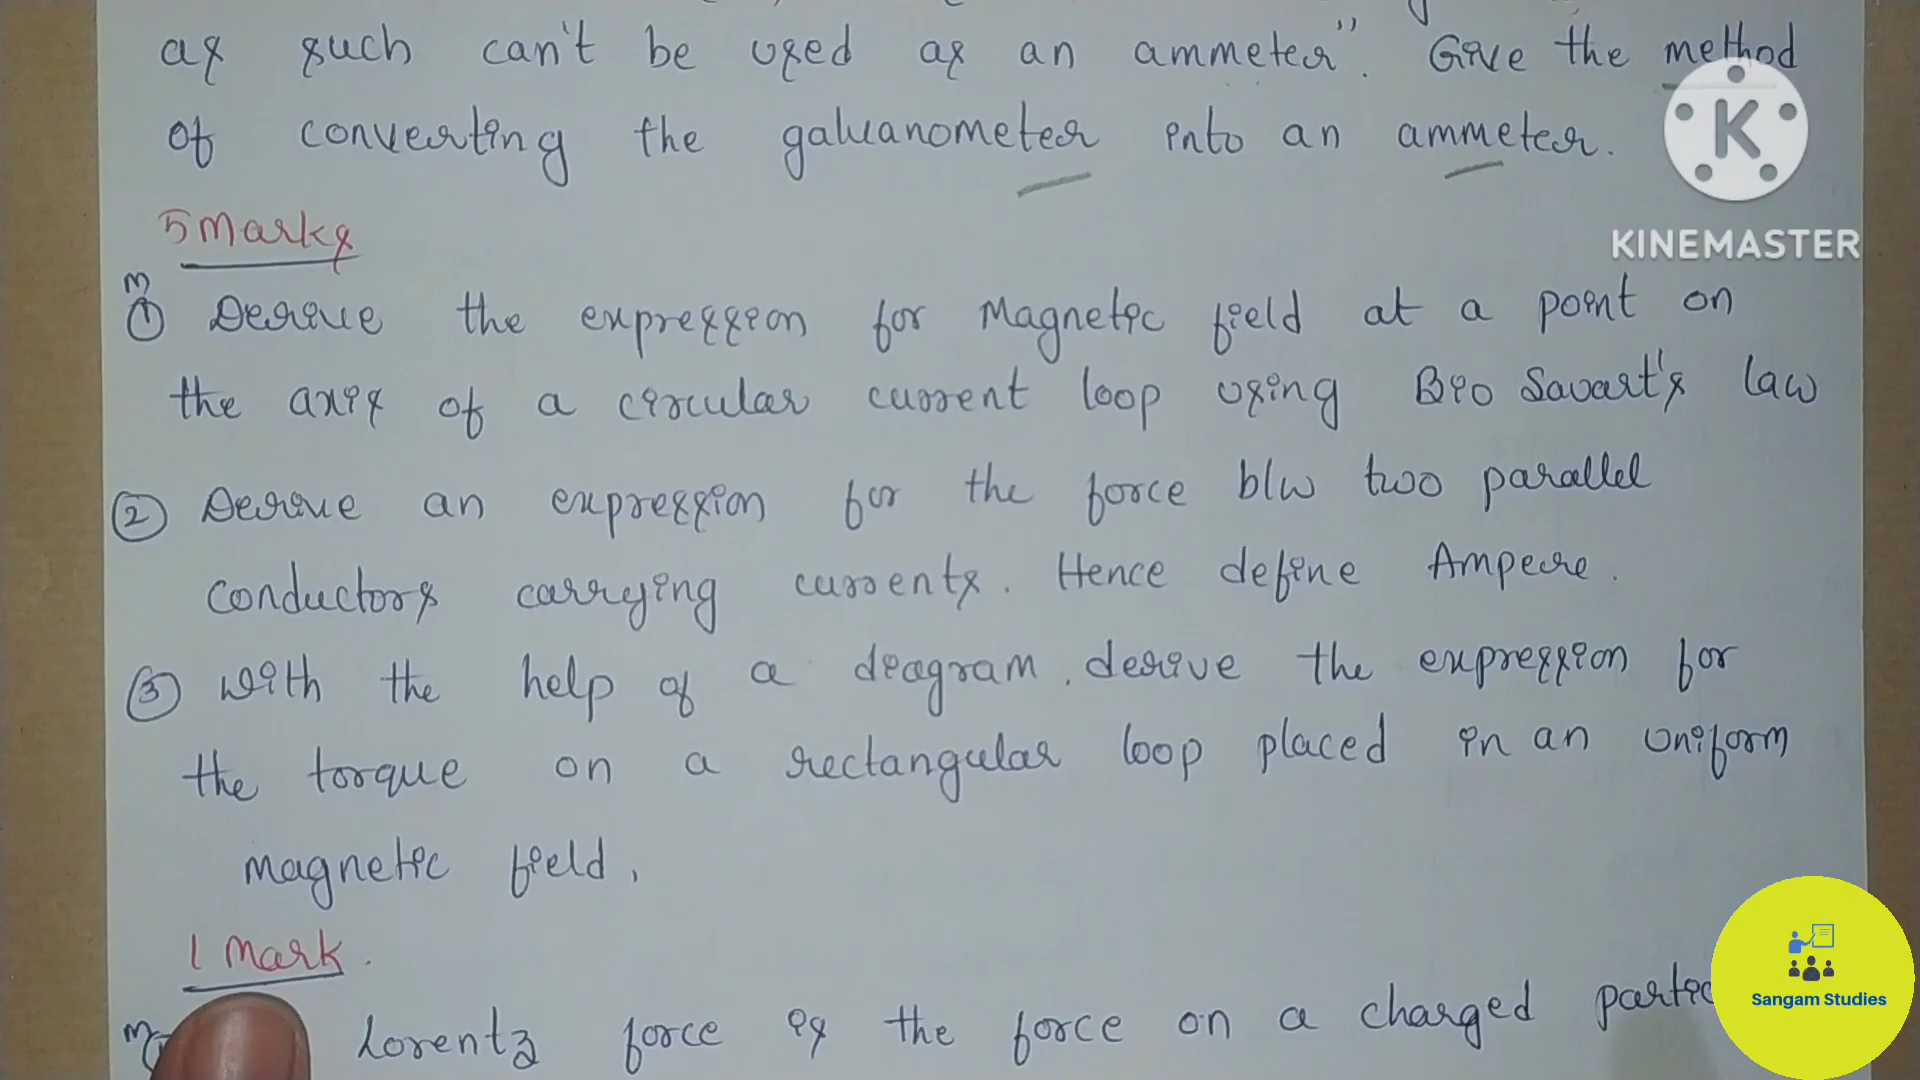 as such can't be used as an ammeter". Give the method
of converting the galvanometer into an ammeter.
KINEMASTER
5 Marks
M
① Derive the expression for Magnetic field at a point on
the axis of a circular current loop using Bio Savart's law
② Derive an expression for the force b/w two parallel
conductors carrying currents. Hence define Ampere.
③ With the help of a diagram, derive the expression for
the torque on a rectangular loop placed in an uniform
magnetic field,
1 Mark.
M Lorentz force is the force on a charged
Sangam Studies